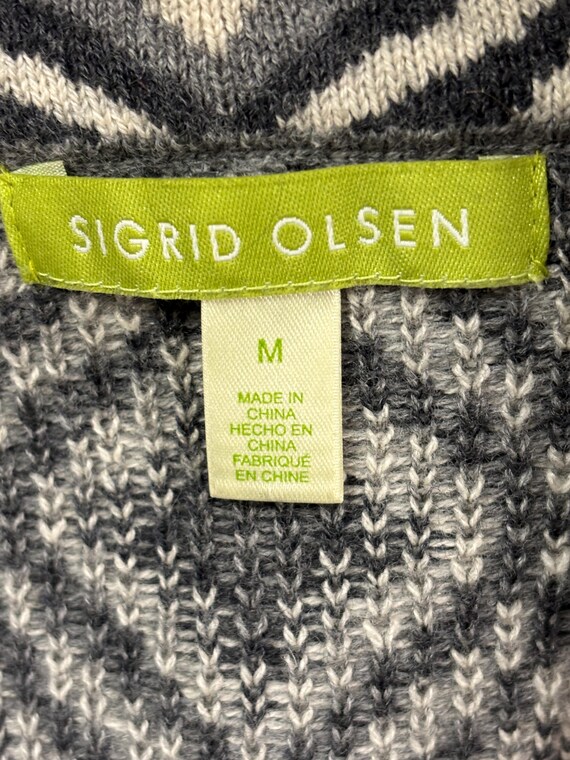 SIGRID OLSEN
M
MADE IN
CHINA
HECHO EN
CHINA
FABRIQUÉ
EN CHINE